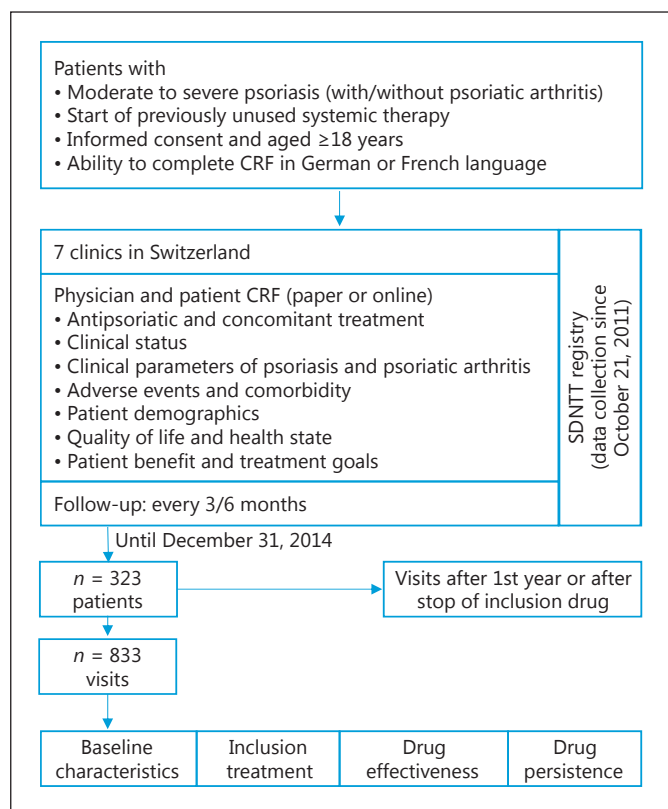 Patients with
• Moderate to severe psoriasis (with/without psoriatic arthritis)
• Start of previously unused systemic therapy
• Informed consent and aged ≥18 years
• Ability to complete CRF in German or French language
7 clinics in Switzerland
Physician and patient CRF (paper or online)
• Antipsoriatic and concomitant treatment
• Clinical status
• Clinical parameters of psoriasis and psoriatic arthritis
• Adverse events and comorbidity
• Patient demographics
• Quality of life and health state
• Patient benefit and treatment goals
Follow-up: every 3/6 months
SDNTT registry
(data collection since
October 21, 2011)
Until December 31, 2014
n = 323
patients
Visits after 1st year or after
stop of inclusion drug
n = 833
visits
Baseline
characteristics
Inclusion
treatment
Drug
effectiveness
Drug
persistence